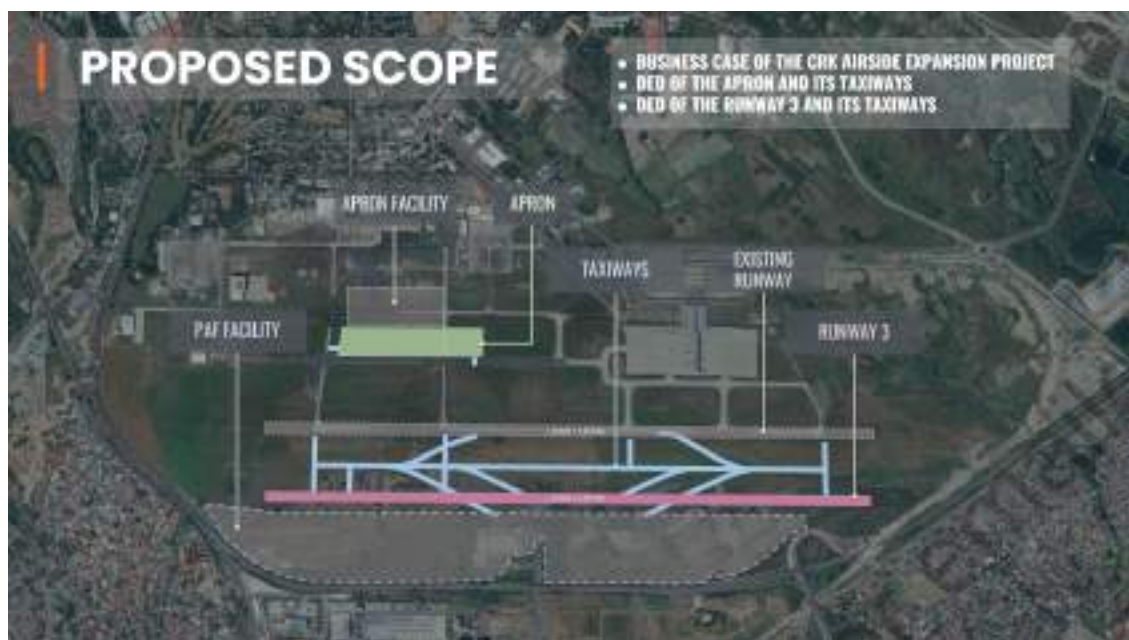 PROPOSED SCOPE
• BUSINESS CASE OF THE CRK AIRSIDE EXPANSION PROJECT
• DED OF THE APRON AND ITS TAXIWAYS
• DED OF THE RUNWAY 3 AND ITS TAXIWAYS
APRON FACILITY
APRON
TAXIWAYS
EXISTING
RUNWAY
PAF FACILITY
RUNWAY 3